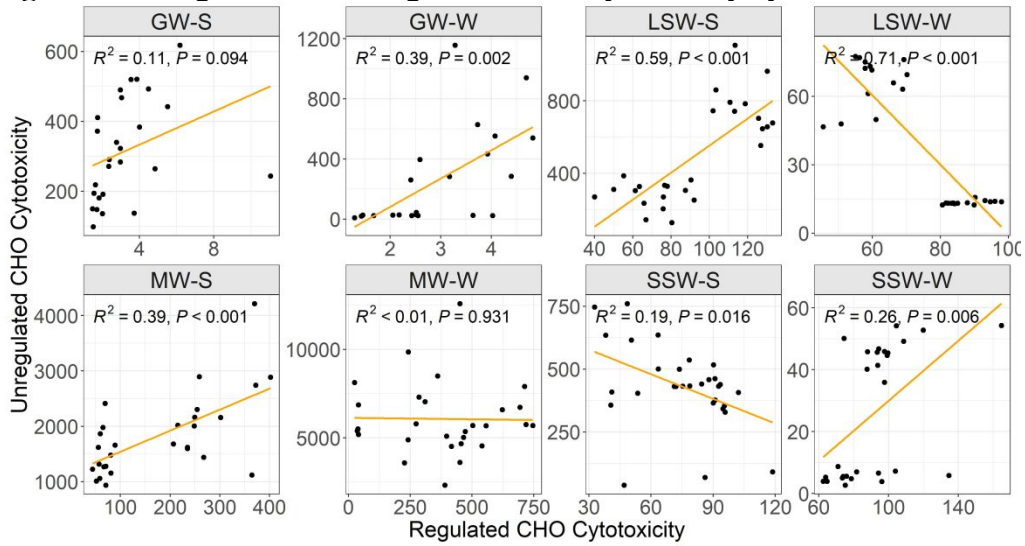 GW-S GW-W LSW-S LSW-W
R² = 0.11, P = 0.094 R² = 0.39, P = 0.002 R² = 0.59, P < 0.001 R² = 0.71, P < 0.001
600 1200 800 60
400 800 600 30
200 400 400 0
0 200
4 8 2 3 4 40 60 80 100 120 60 80 100
MW-S MW-W SSW-S SSW-W
R² = 0.39, P < 0.001 R² < 0.01, P = 0.931 R² = 0.19, P = 0.016 R² = 0.26, P = 0.006
4000 10000 750 60
3000 5000 500 40
2000 250 20
1000 0
100 200 300 400 0 250 500 750 30 60 90 120 60 90 120 150
Unregulated CHO Cytotoxicity
Regulated CHO Cytotoxicity